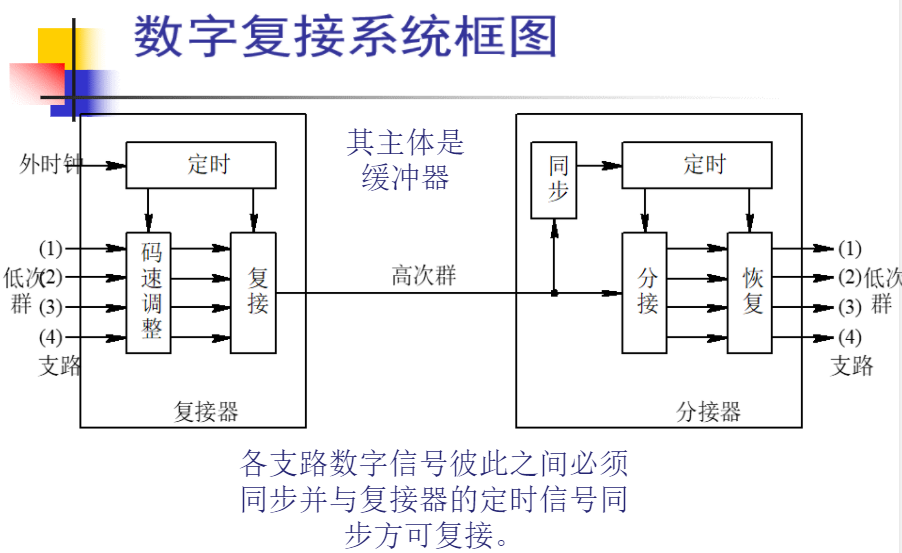 数字复接系统框图
其主体是
缓冲器
外时钟
定时
码速调整
复接
(1)
低次(2)
群 (3)
(4)
支路
复接器
高次群
同步
定时
分接
恢复
(1)
(2)低次
(3) 群
(4)
支路
分接器
各支路数字信号彼此之间必须
同步并与复接器的定时信号同
步方可复接。